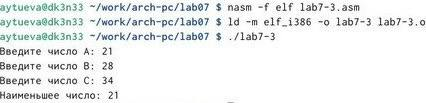 aytueva@dk3n33 ~/work/arch-pc/lab07 $ nasm -f elf lab7-3.asm
aytueva@dk3n33 ~/work/arch-pc/lab07 $ ld -m elf_i386 -o lab7-3 lab7-3.o
aytueva@dk3n33 ~/work/arch-pc/lab07 $ ./lab7-3
Введите число A: 21
Введите число B: 28
Введите число C: 34
Наименьшее число: 21